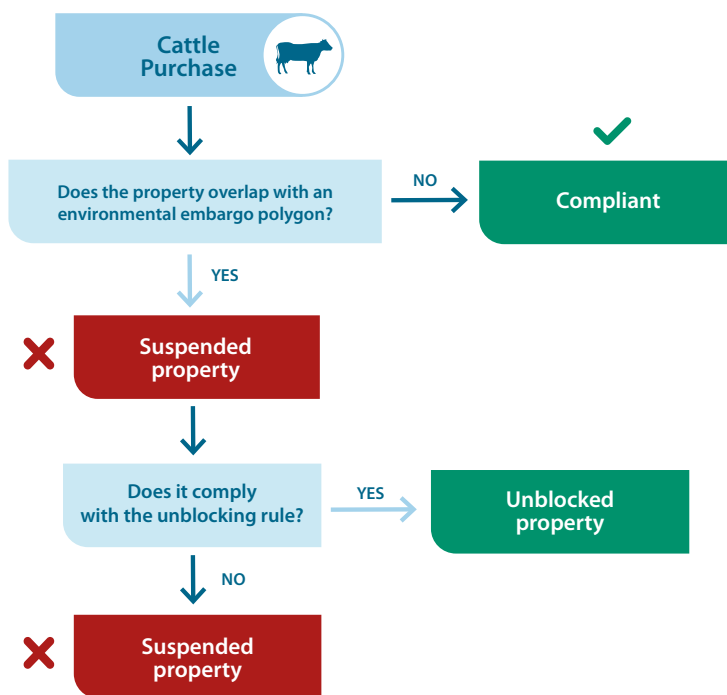 Cattle
Purchase
Does the property overlap with an
environmental embargo polygon?
NO
Compliant
YES
Suspended
property
Does it comply
with the unblocking rule?
YES
Unblocked
property
NO
Suspended
property